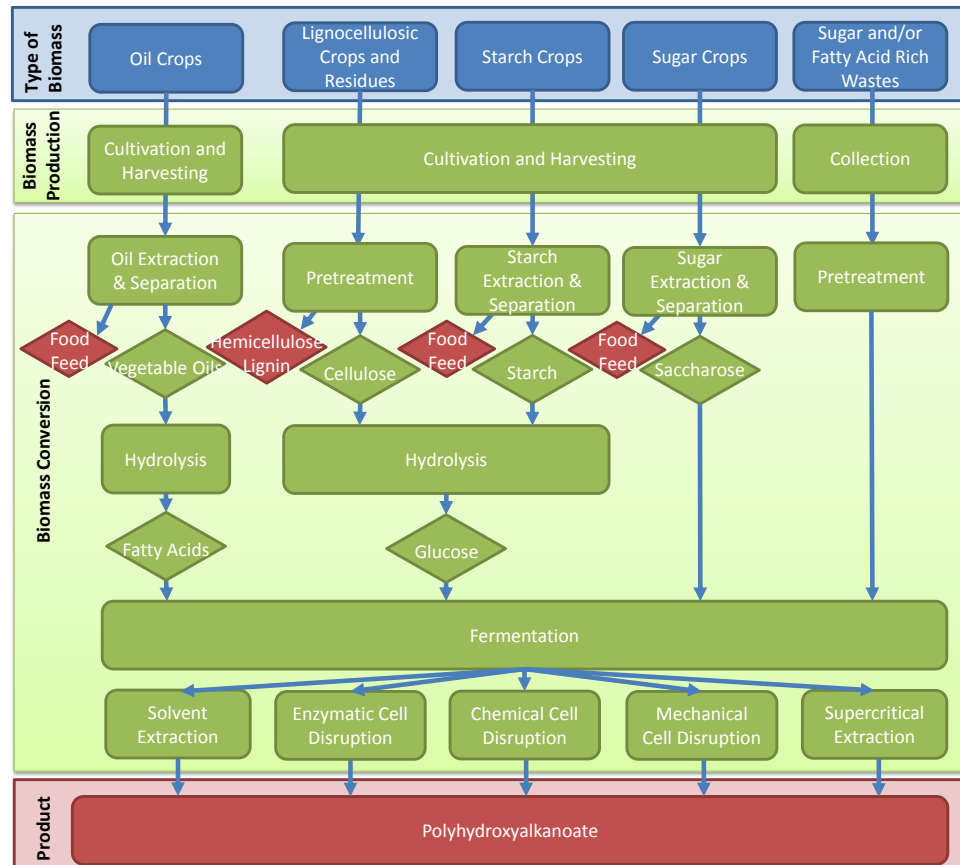 Type of
Biomass
Oil Crops
Lignocellulosic
Crops and
Residues
Starch Crops
Sugar Crops
Sugar and/or
Fatty Acid Rich
Wastes
Biomass
Production
Cultivation and
Harvesting
Cultivation and Harvesting
Collection
Biomass Conversion
Oil Extraction
& Separation
Pretreatment
Starch
Extraction &
Separation
Sugar
Extraction &
Separation
Pretreatment
Food
Feed
Vegetable Oils
Hemicellulose
Lignin
Cellulose
Food
Feed
Starch
Food
Feed
Saccharose
Hydrolysis
Hydrolysis
Fatty Acids
Glucose
Fermentation
Solvent
Extraction
Enzymatic Cell
Disruption
Chemical Cell
Disruption
Mechanical
Cell Disruption
Supercritical
Extraction
Product
Polyhydroxyalkanoate